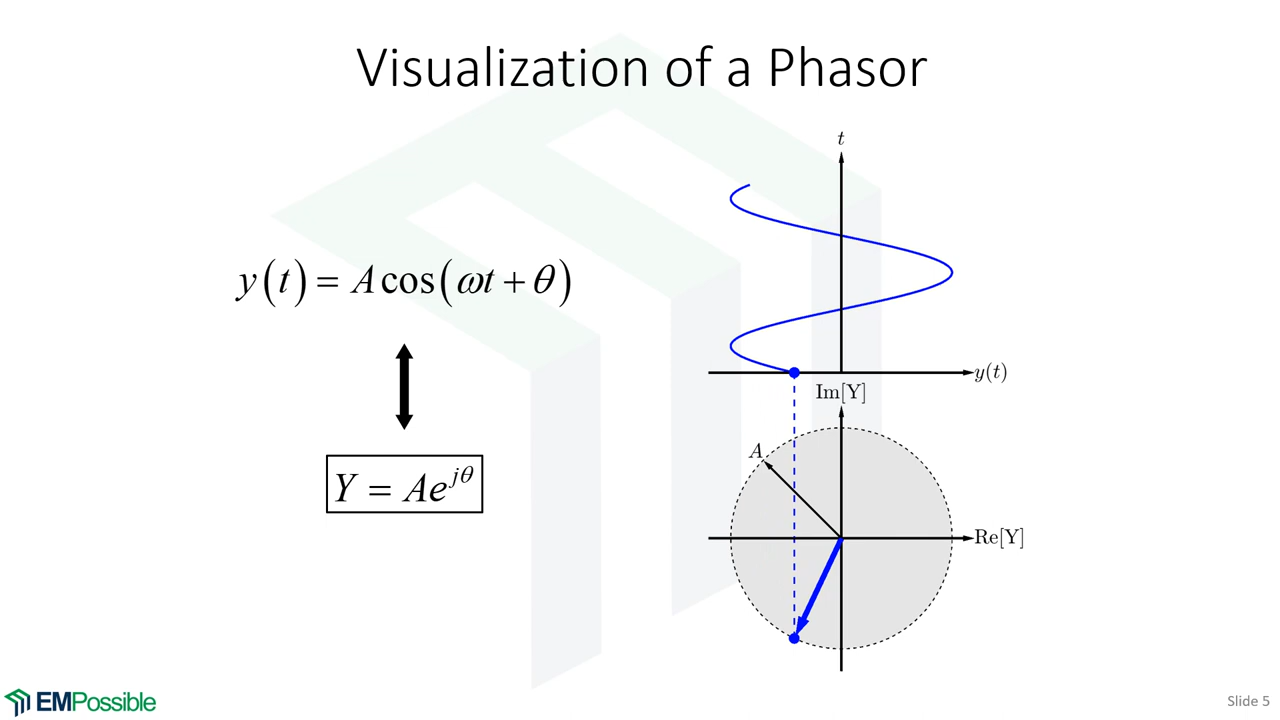 Visualization of a Phasor
t
y(t) = A cos(ωt + θ)
y(t)
Im[Y]
A
Y = Ae^{jθ}
Re[Y]
EMPossible
Slide 5